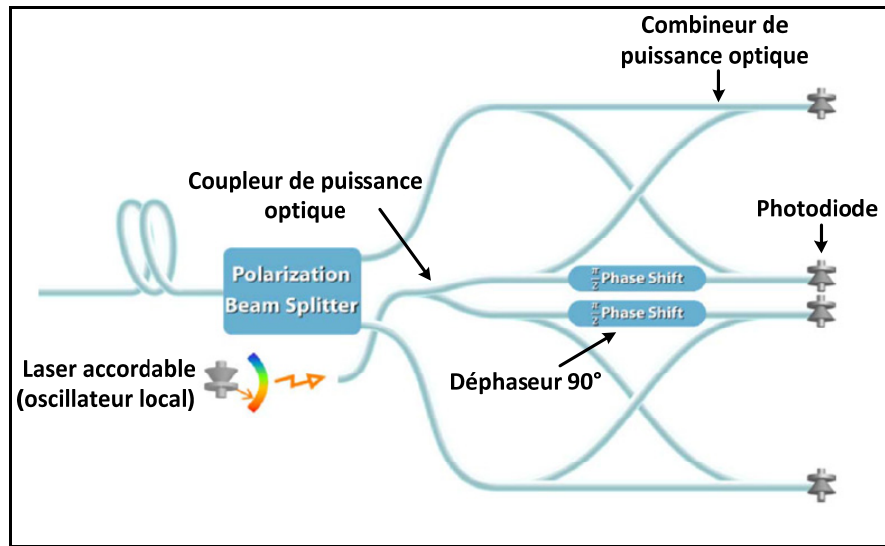 Combineur de
puissance optique
Coupleur de puissance
optique
Photodiode
Polarization
Beam Splitter
π/2 Phase Shift
π/2 Phase Shift
Laser accordable
(oscillateur local)
Déphaseur 90°